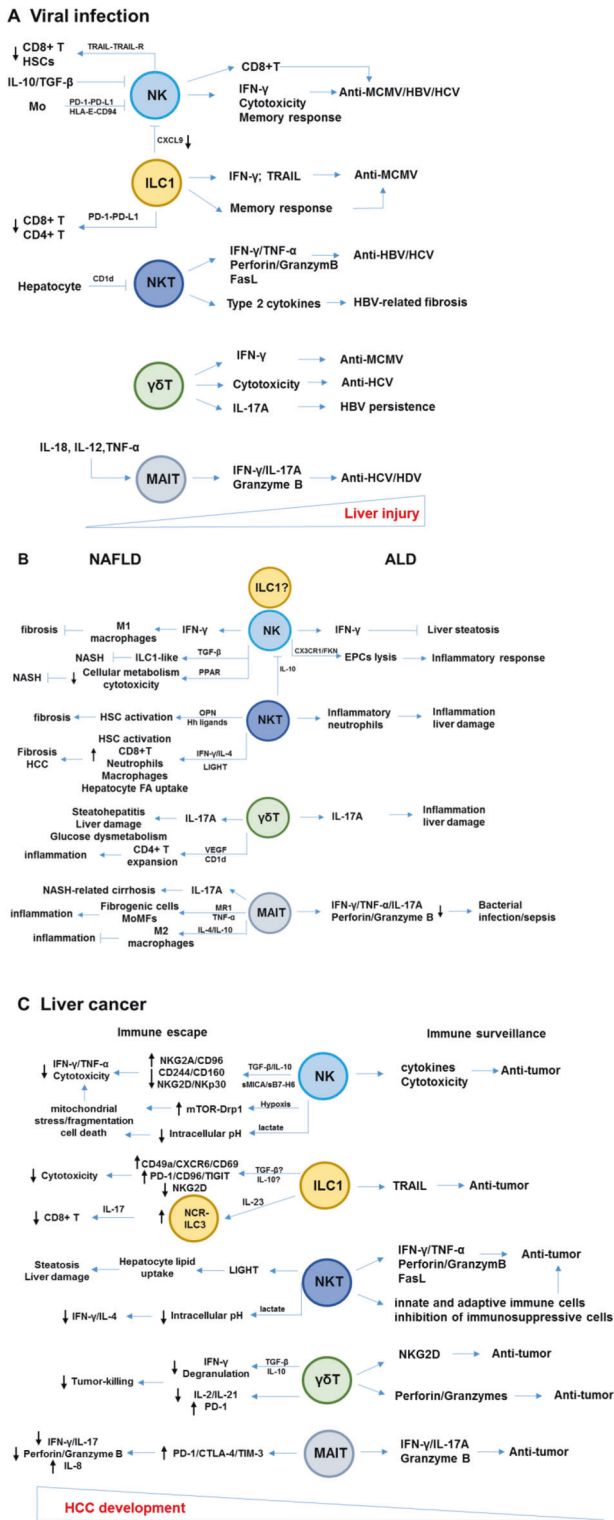 A Viral infection
CD8+ T
HSCs
TRAIL-TRAIL-R
IL-10/TGF-β
Mo
PD-1-PD-L1
HLA-E-CD94
NK
CD8+T
IFN-γ
Cytotoxicity
Memory response
Anti-MCMV/HBV/HCV
CXCL9
ILC1
IFN-γ; TRAIL
Anti-MCMV
Memory response
CD8+ T
CD4+ T
PD-1-PD-L1
Hepatocyte
CD1d
NKT
IFN-γ/TNF-α
Perforin/GranzymB
FasL
Anti-HBV/HCV
Type 2 cytokines
HBV-related fibrosis
γδT
IFN-γ
Anti-MCMV
Cytotoxicity
Anti-HCV
IL-17A
HBV persistence
IL-18, IL-12,TNF-α
MAIT
IFN-γ/IL-17A
Granzyme B
Anti-HCV/HDV
Liver injury
B
NAFLD
ALD
ILC1?
NK
fibrosis
M1
macrophages
IFN-γ
IFN-γ
Liver steatosis
NASH
ILC1-like
TGF-β
CX3CR1/FKN
EPCs lysis
Inflammatory response
NASH
Cellular metabolism
cytotoxicity
PPAR
IL-10
fibrosis
HSC activation
OPN
Hh ligands
NKT
Inflammatory
neutrophils
Inflammation
liver damage
Fibrosis
HCC
HSC activation
CD8+T
Neutrophils
Macrophages
Hepatocyte FA uptake
IFN-γ/IL-4
LIGHT
Steatohepatitis
Liver damage
Glucose dysmetabolism
IL-17A
γδT
IL-17A
Inflammation
liver damage
inflammation
CD4+ T
expansion
VEGF
CD1d
NASH-related cirrhosis
IL-17A
inflammation
Fibrogenic cells
MoMFs
MR1
TNF-α
MAIT
IFN-γ/TNF-α/IL-17A
Perforin/Granzyme B
Bacterial
infection/sepsis
inflammation
M2
macrophages
IL-4/IL-10
C Liver cancer
Immune escape
Immune surveillance
IFN-γ/TNF-α
Cytotoxicity
NKG2A/CD96
CD244/CD160
NKG2D/NKp30
TGF-β/IL-10
sMICA/sB7-H6
NK
cytokines
Cytotoxicity
Anti-tumor
mitochondrial
stress/fragmentation
cell death
mTOR-Drp1
Hypoxis
Intracellular pH
lactate
Cytotoxicity
CD49a/CXCR6/CD69
PD-1/CD96/TIGIT
NKG2D
TGF-β?
IL-10?
ILC1
TRAIL
Anti-tumor
CD8+ T
IL-17
NCR-
ILC3
IL-23
Steatosis
Liver damage
Hepatocyte lipid
uptake
LIGHT
NKT
IFN-γ/TNF-α
Perforin/GranzymB
FasL
Anti-tumor
innate and adaptive immune cells
inhibition of immunosuppressive cells
IFN-γ/IL-4
Intracellular pH
lactate
Tumor-killing
IFN-γ
Degranulation
TGF-β
IL-10
IL-2/IL-21
PD-1
γδT
NKG2D
Anti-tumor
Perforin/Granzymes
Anti-tumor
IFN-γ/IL-17
Perforin/Granzyme B
IL-8
PD-1/CTLA-4/TIM-3
MAIT
IFN-γ/IL-17A
Granzyme B
Anti-tumor
HCC development